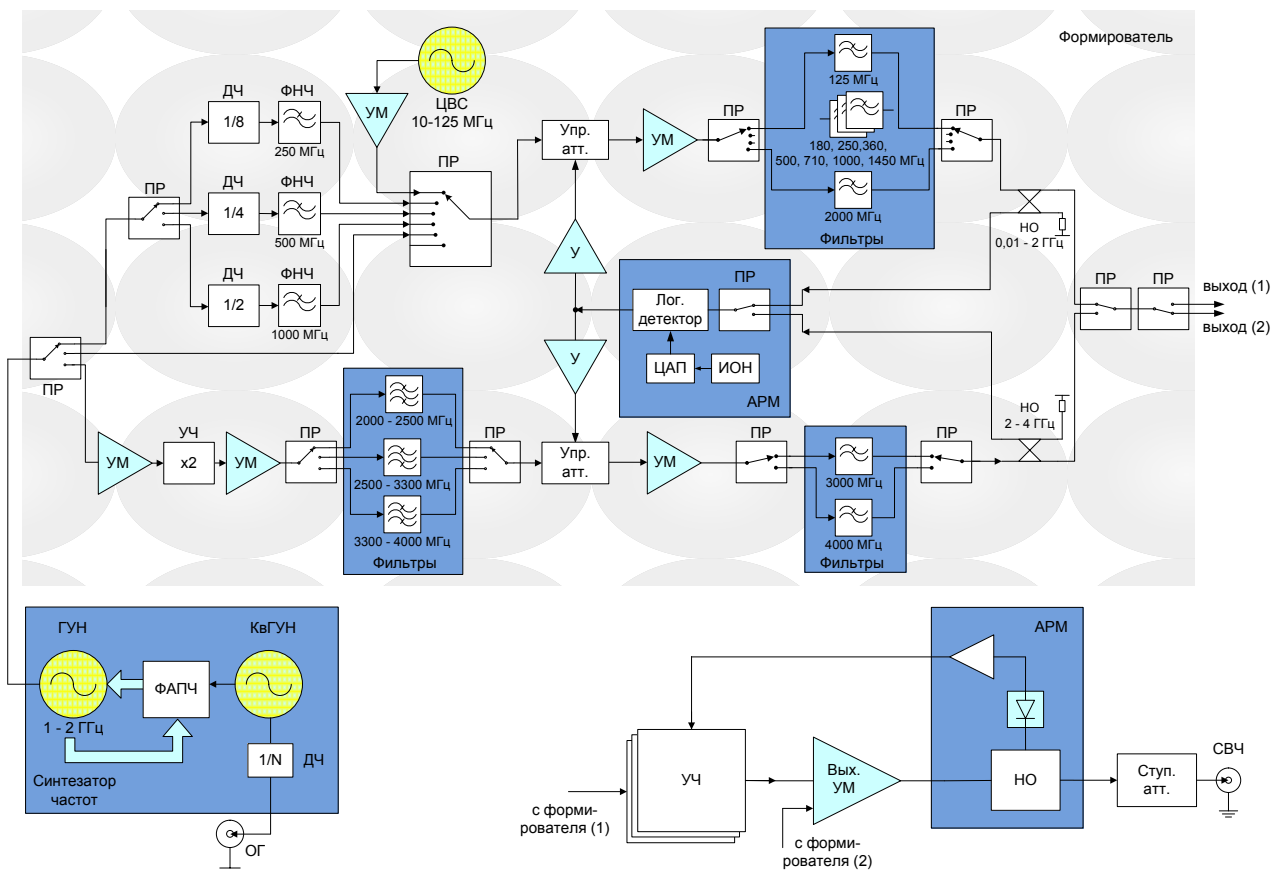 Формирователь
ДЧ
ФНЧ
1/8
250 МГц
УМ
ЦВС
10-125 МГц
ПР
ДЧ
ФНЧ
1/4
500 МГц
ДЧ
ФНЧ
1/2
1000 МГц
ПР
ПР
Упр.
атт.
УМ
ПР
125 МГц
180, 250,360,
500, 710, 1000, 1450 МГц
2000 МГц
Фильтры
ПР
НО
0,01 - 2 ГГц
У
У
Лог.
детектор
ПР
ЦАП
ИОН
АРМ
ПР
ПР
выход (1)
выход (2)
НО
2 - 4 ГГц
ПР
УМ
УЧ
x2
УМ
ПР
2000 - 2500 МГц
2500 - 3300 МГц
3300 - 4000 МГц
Фильтры
ПР
Упр.
атт.
УМ
ПР
3000 МГц
4000 МГц
Фильтры
ПР
ГУН
КвГУН
ФАПЧ
1 - 2 ГГц
1/N
ДЧ
Синтезатор
частот
ОГ
АРМ
УЧ
Вых.
УМ
НО
Ступ.
атт.
СВЧ
с форми-
рователя (1)
с форми-
рователя (2)